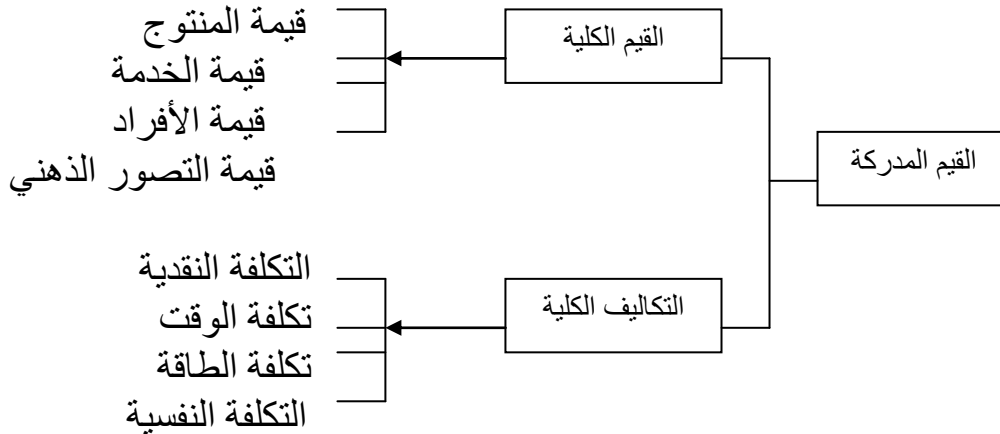 القيم المدركة
القيم الكلية
قيمة المنتوج
قيمة الخدمة
قيمة الأفراد
قيمة التصور الذهني
التكاليف الكلية
التكلفة النقدية
تكلفة الوقت
تكلفة الطاقة
التكلفة النفسية